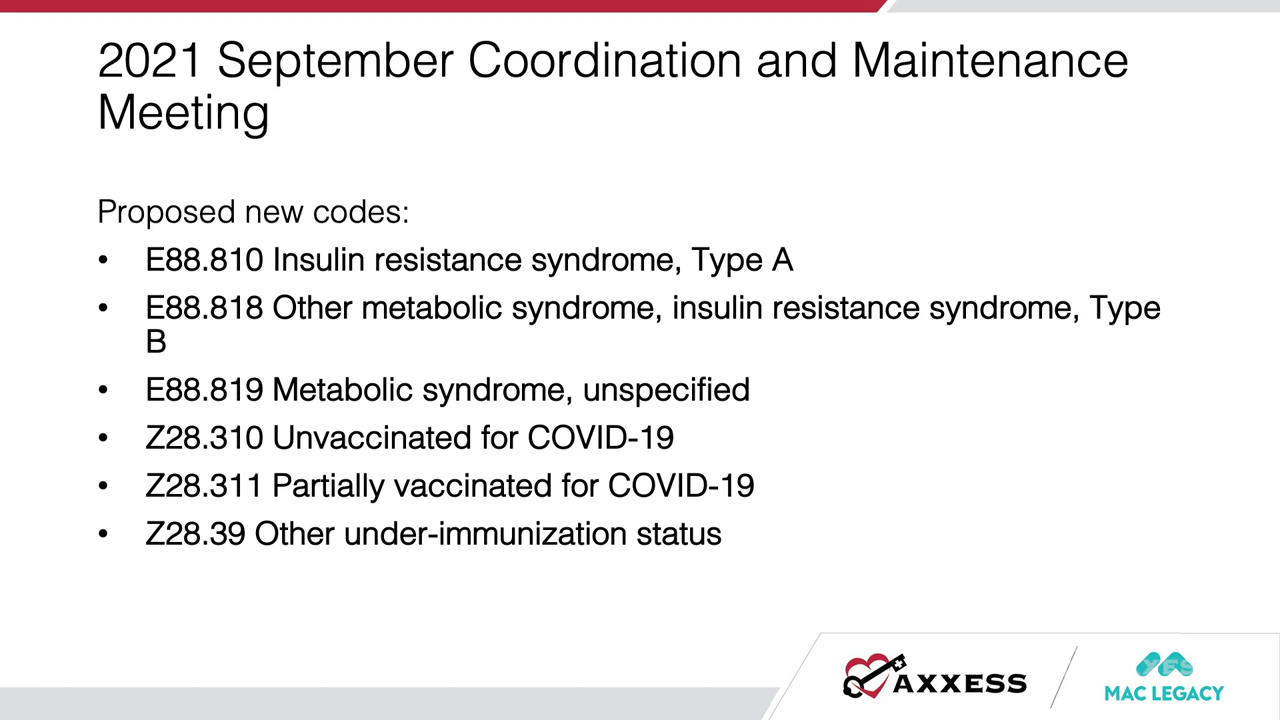 2021 September Coordination and Maintenance
Meeting
Proposed new codes:
• E88.810 Insulin resistance syndrome, Type A
• E88.818 Other metabolic syndrome, insulin resistance syndrome, Type
B
• E88.819 Metabolic syndrome, unspecified
• Z28.310 Unvaccinated for COVID-19
• Z28.311 Partially vaccinated for COVID-19
• Z28.39 Other under-immunization status
AXXESS
MAC LEGACY